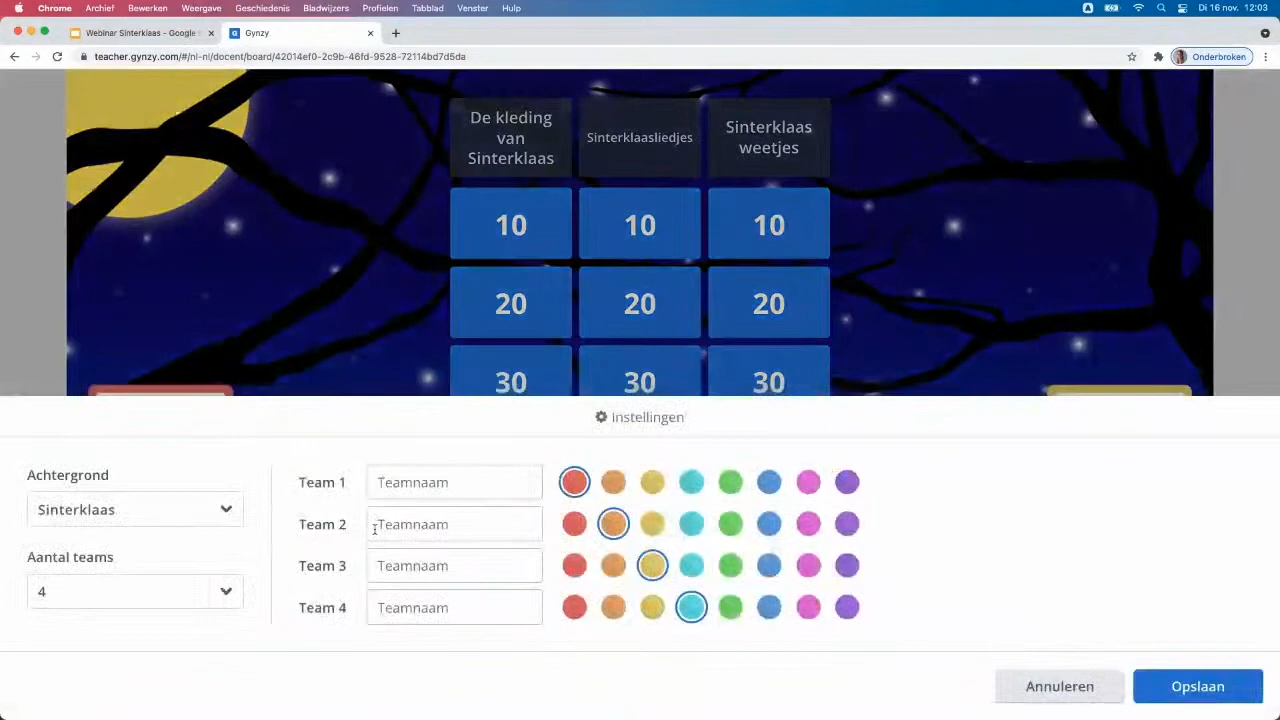 Chrome Archief Bewerken Weergave Geschiedenis Bladwijzers Profielen Tabblad Venster Help Di 16 nov. 12:03
Webinar Sinterklaas - Google Gynzy
teacher.gynzy.com/#/nl-nl/docent/board/42014ef0-2c9b-46fd-9528-72114bd7d5da Onderbroken
De kleding
van
Sinterklaas
Sinterklaasliedjes
Sinterklaas
weetjes
10 10 10
20 20 20
30 30 30
instellingen
Achtergrond
Sinterklaas
Aantal teams
4
Team 1 Teamnaam
Team 2 Teamnaam
Team 3 Teamnaam
Team 4 Teamnaam
Annuleren Opslaan